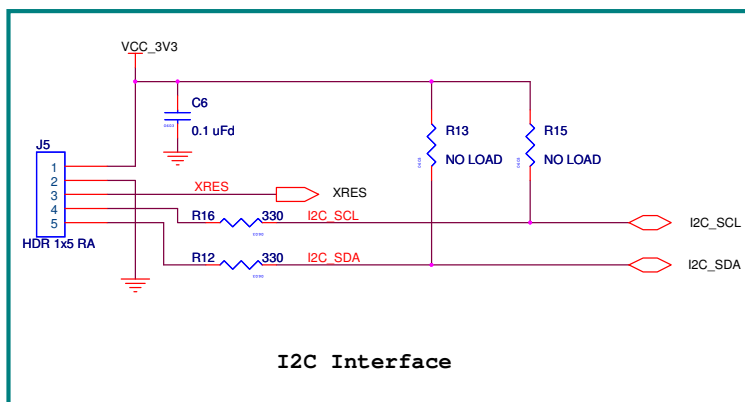 VCC_3V3
C6
0.1 uFd
R13
NO LOAD
R15
NO LOAD
J5
1
2
3
4
5
HDR 1x5 RA
XRES
XRES
R16
330
I2C_SCL
I2C_SCL
R12
330
I2C_SDA
I2C_SDA
I2C Interface